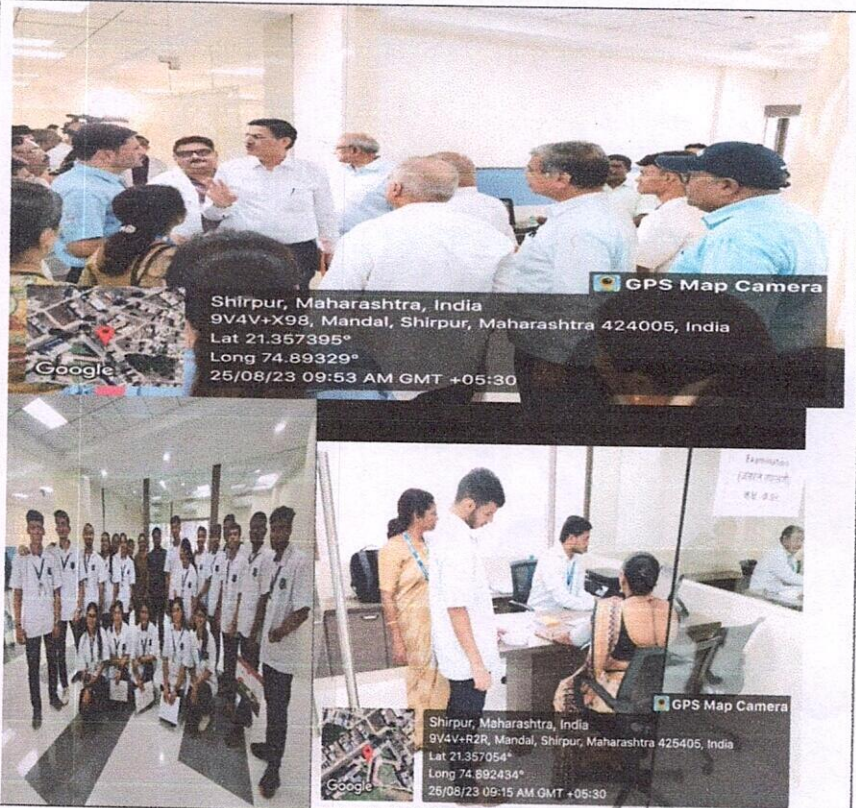 GPS Map Camera
Shirpur, Maharashtra, India
9V4V+X98, Mandal, Shirpur, Maharashtra 424005, India
Lat 21.357395°
Long 74.89329°
25/08/23 09:53 AM GMT +05:30
Google
Examination
GPS Map Camera
Shirpur, Maharashtra, India
9V4V+R2R, Mandal, Shirpur, Maharashtra 425405, India
Lat 21.357054°
Long 74.892434°
25/08/23 09:15 AM GMT +05:30
Google